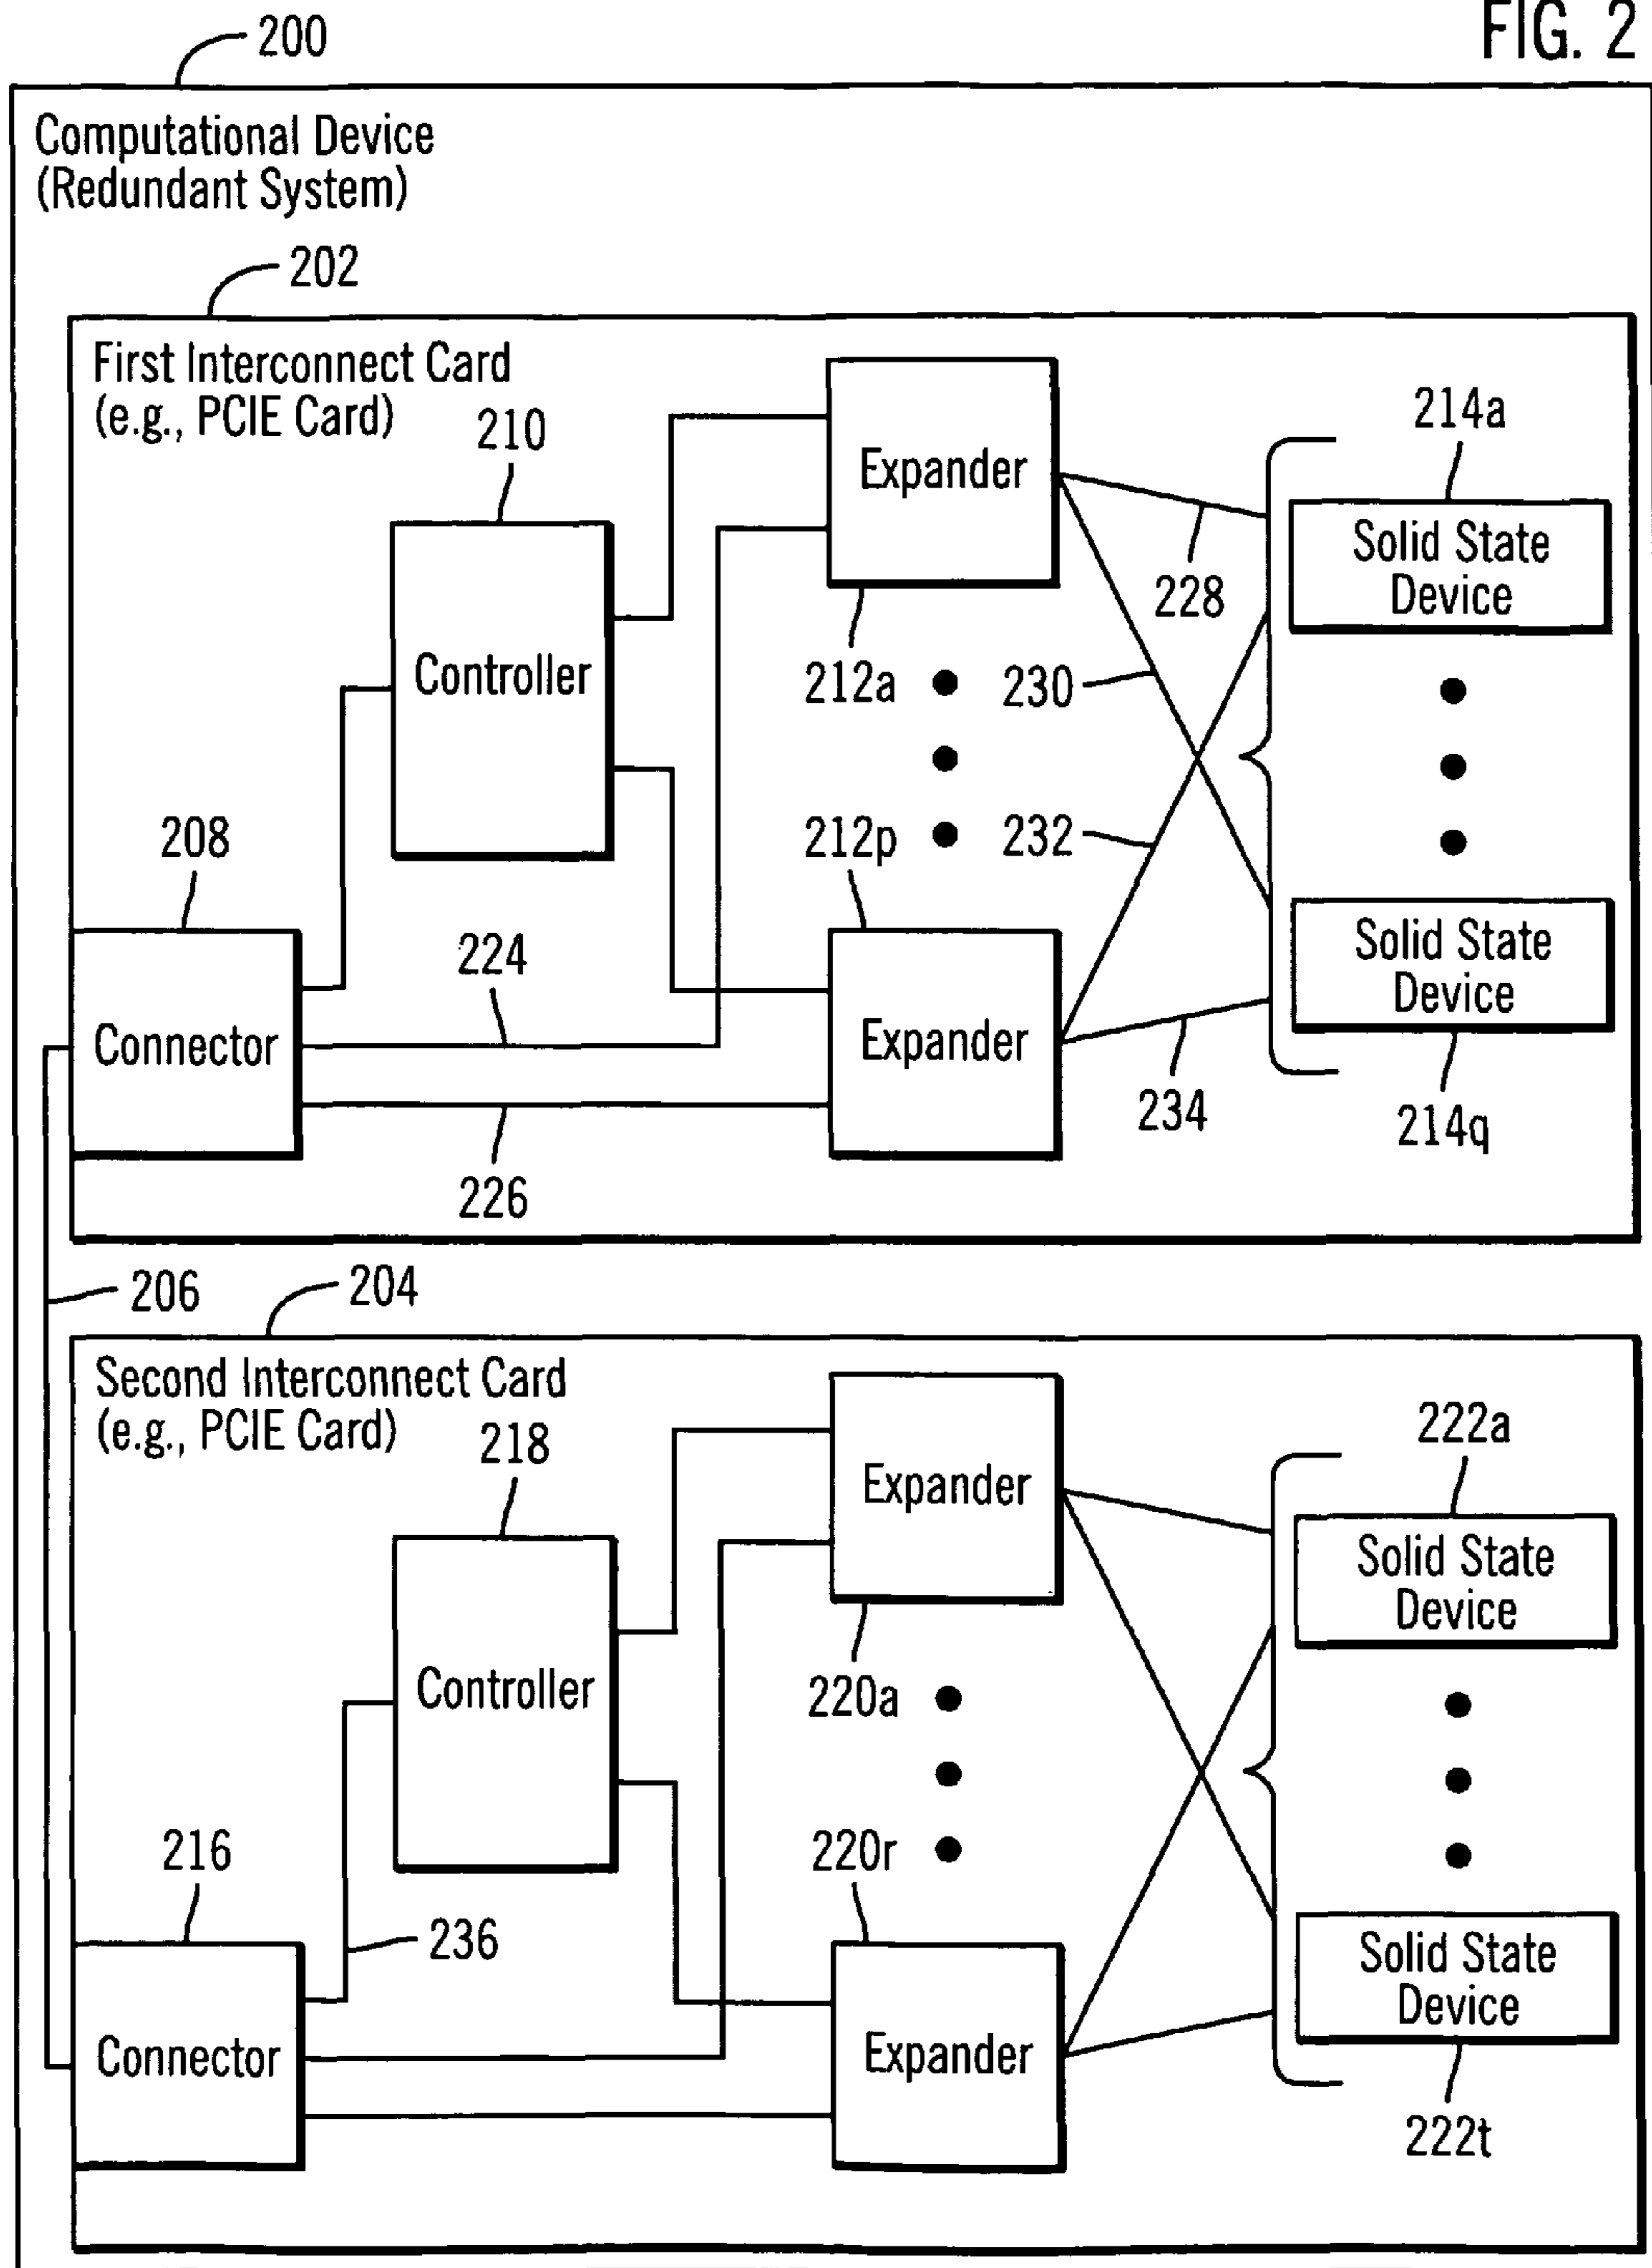 FIG. 2
200
Computational Device
(Redundant System)
202
First Interconnect Card
(e.g., PCIE Card)
210
Controller
Expander
212a
214a
Solid State
Device
228
230
232
212p
208
Connector
224
226
Expander
234
Solid State
Device
214q
206
204
Second Interconnect Card
(e.g., PCIE Card)
218
Controller
Expander
220a
222a
Solid State
Device
220r
216
236
Connector
Expander
Solid State
Device
222t